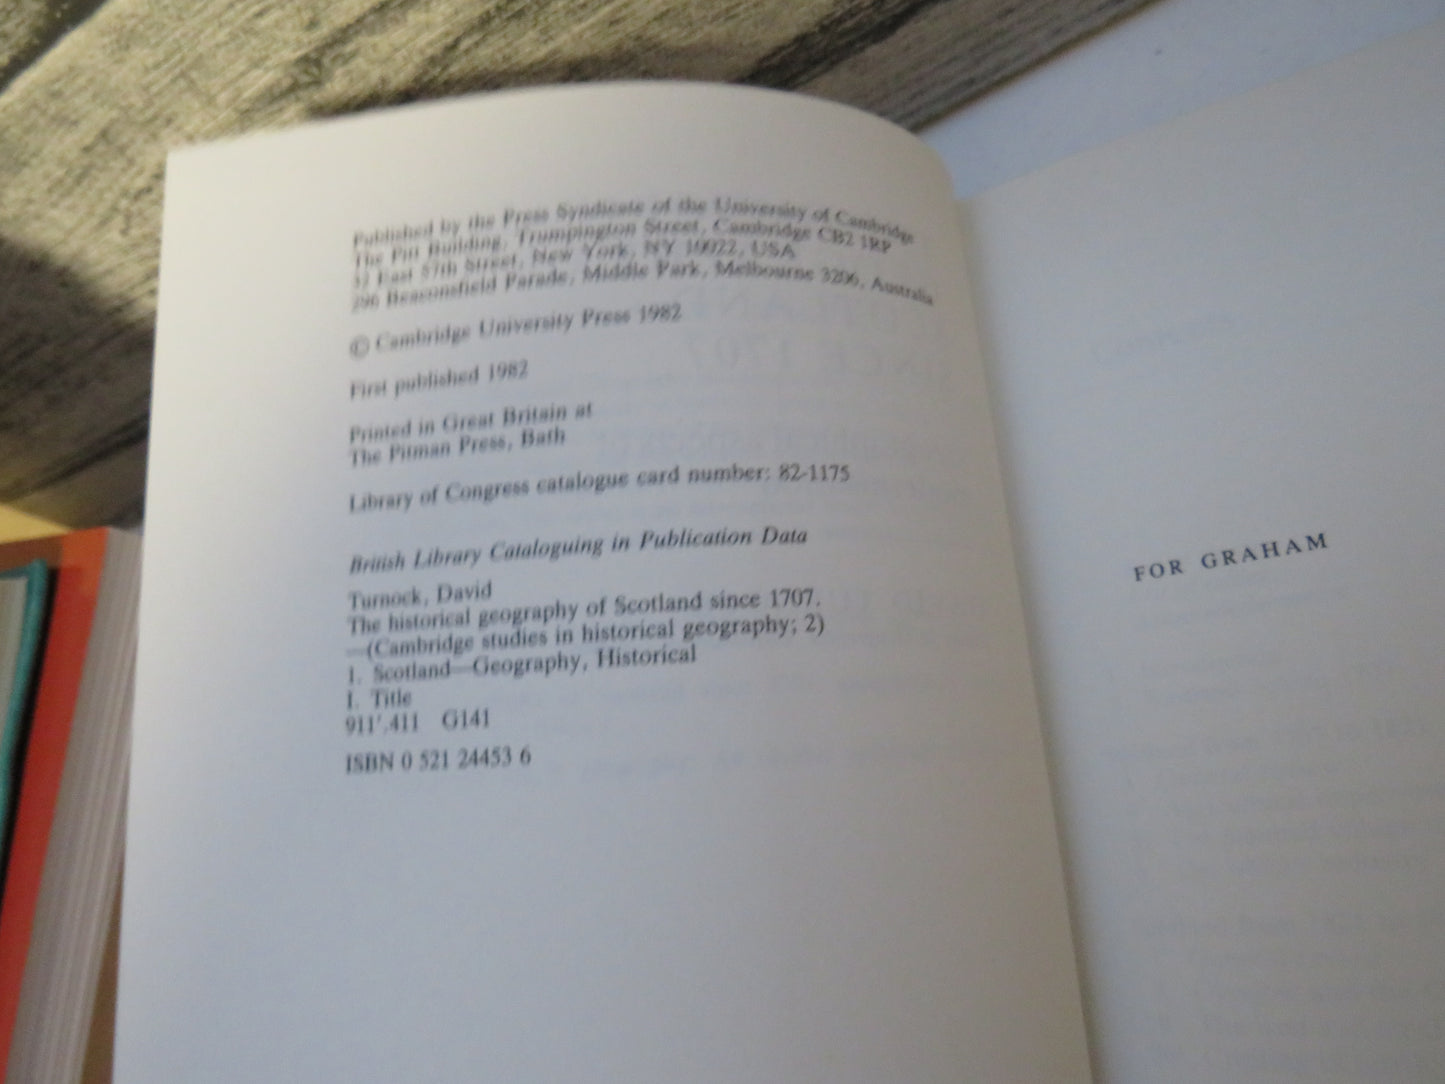 Published by the Press Syndicate of the University of Cambridge
The Pitt Building, Trumpington Street, Cambridge CB2 1RP
32 East 57th Street, New York, NY 10022, USA
296 Beaconsfield Parade, Middle Park, Melbourne 3206, Australia
© Cambridge University Press 1982
First published 1982
Printed in Great Britain at
The Pitman Press, Bath
Library of Congress catalogue card number: 82-1175
British Library Cataloguing in Publication Data
Turnock, David
The historical geography of Scotland since 1707.
—(Cambridge studies in historical geography; 2)
1. Scotland—Geography, Historical
I. Title
911'.411 G141
ISBN 0 521 24453 6
FOR GRAHAM